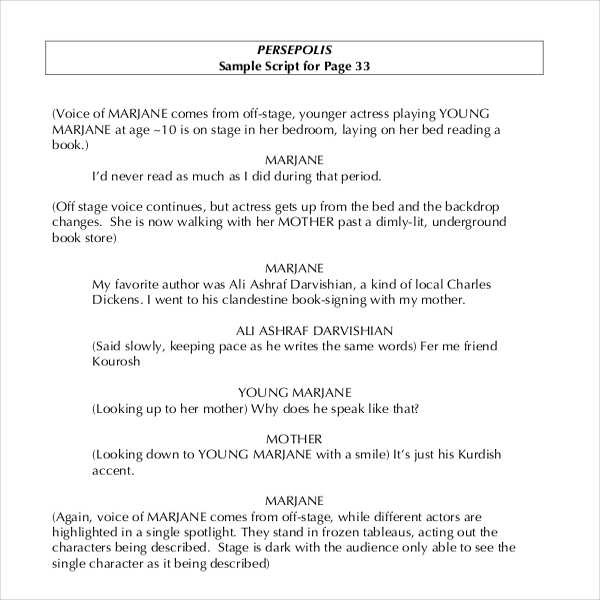 PERSEPOLIS
Sample Script for Page 33
(Voice of MARJANE comes from off-stage, younger actress playing YOUNG
MARJANE at age ~10 is on stage in her bedroom, laying on her bed reading a
book.)
MARJANE
I'd never read as much as I did during that period.
(Off stage voice continues, but actress gets up from the bed and the backdrop
changes.  She is now walking with her MOTHER past a dimly-lit, underground
book store)
MARJANE
My favorite author was Ali Ashraf Darvishian, a kind of local Charles
Dickens. I went to his clandestine book-signing with my mother.
ALI ASHRAF DARVISHIAN
(Said slowly, keeping pace as he writes the same words) Fer me friend
Kourosh
YOUNG MARJANE
(Looking up to her mother) Why does he speak like that?
MOTHER
(Looking down to YOUNG MARJANE with a smile) It's just his Kurdish
accent.
MARJANE
(Again, voice of MARJANE comes from off-stage, while different actors are
highlighted in a single spotlight. They stand in frozen tableaus, acting out the
characters being described.  Stage is dark with the audience only able to see the
single character as it being described)